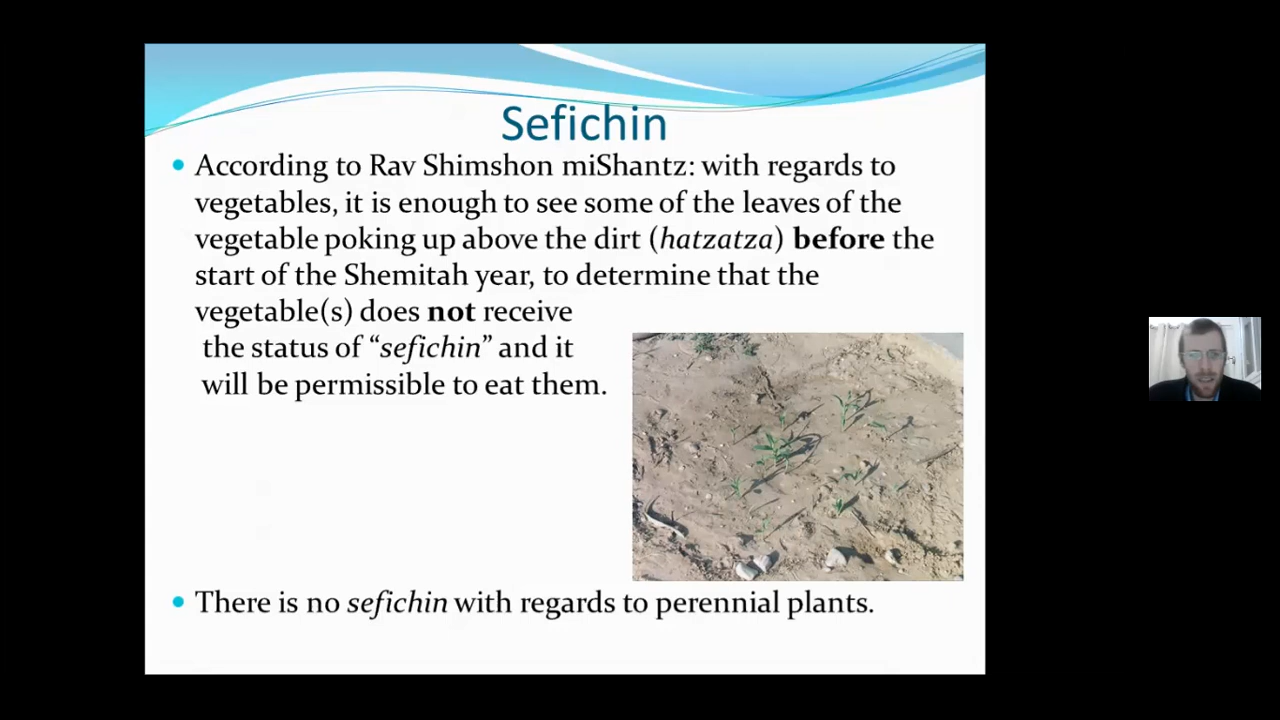 Sefichin
• According to Rav Shimshon miShantz: with regards to
vegetables, it is enough to see some of the leaves of the
vegetable poking up above the dirt (hatzatza) before the
start of the Shemitah year, to determine that the
vegetable(s) does not receive
the status of “sefichin” and it
will be permissible to eat them.
• There is no sefichin with regards to perennial plants.